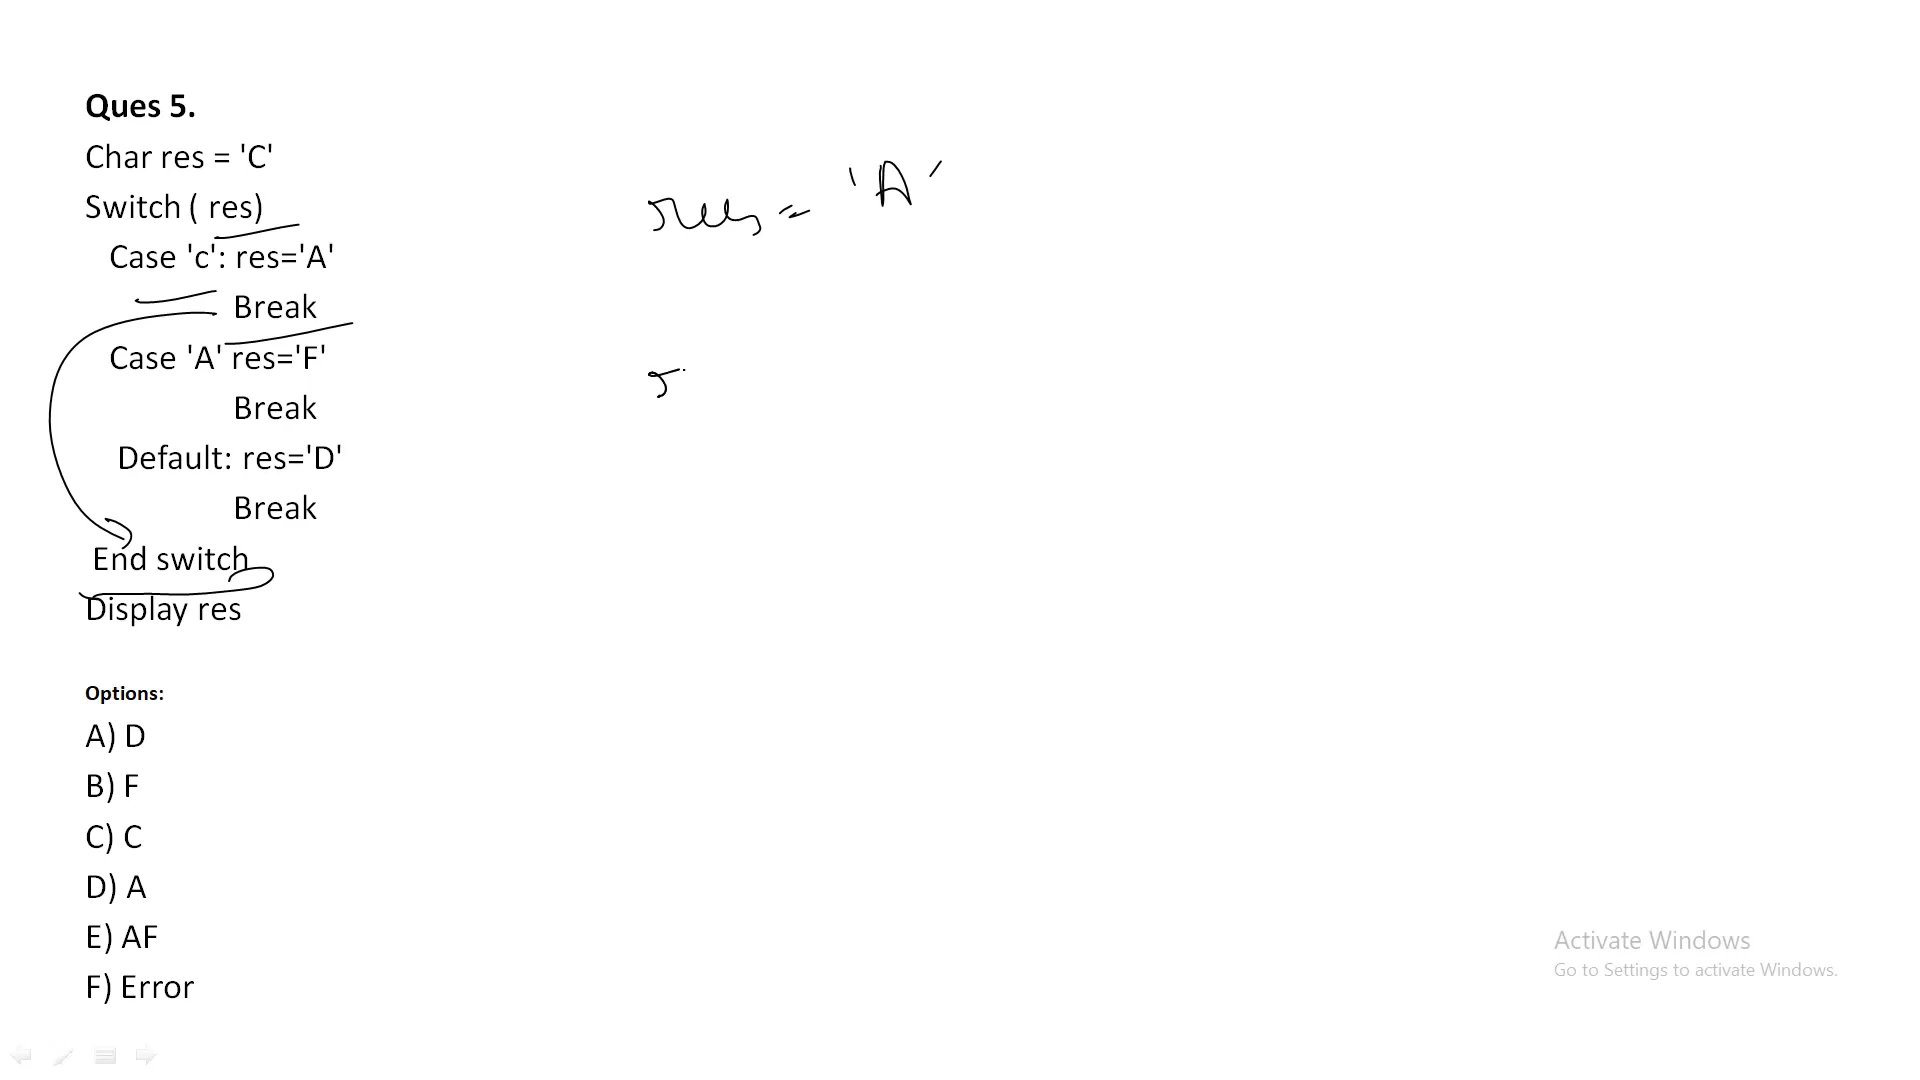 Ques 5.
Char res = 'C'
Switch ( res)
Case 'c': res='A'
Break
Case 'A' res='F'
Break
Default: res='D'
Break
End switch
Display res
res = 'A'
Options:
A) D
B) F
C) C
D) A
E) AF
F) Error
Activate Windows
Go to Settings to activate Windows.